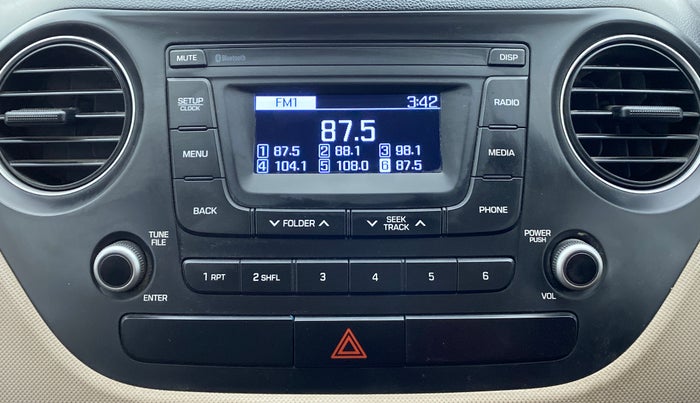 MUTE Bluetooth DISP
SETUP CLOCK
FM1 3:42
RADIO
87.5
1 87.5 2 88.1 3 98.1
4 104.1 5 108.0 6 87.5
MENU
MEDIA
BACK
FOLDER
SEEK TRACK
PHONE
TUNE FILE
POWER PUSH
1 RPT 2 SHFL 3 4 5 6
ENTER
VOL